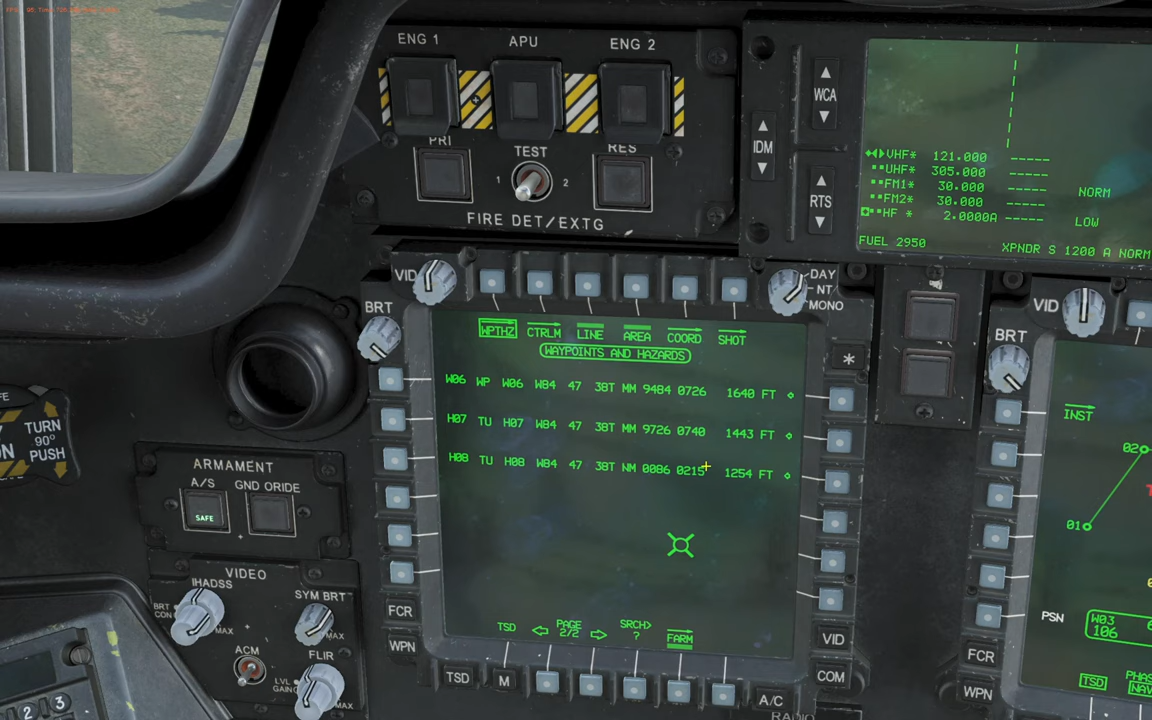 ENG 1
APU
ENG 2
PRI
TEST
RES
1
2
FIRE DET/EXTG
WCA
IDM
RTS
VHF* 121.000 -----
UHF* 305.000 -----
FM1* 30.000 ----- NORM
FM2* 30.000 -----
HF * 2.0000A ----- LOW
FUEL 2950 XPNDR S 1200 A NORM
VID
DAY
NT
MONO
BRT
WPTHZ CTRLM LINE AREA COORD SHOT
WAYPOINTS AND HAZARDS
W06 WP W06 W84 47 38T MM 9484 0726 1640 FT
H07 TU H07 W84 47 38T MM 9726 0740 1443 FT
H08 TU H08 W84 47 38T NM 0086 0215 1254 FT
TSD
PAGE
2/2
SRCH>
?
FARM
*
FCR
WPN
TSD
M
VID
COM
A/C
VID
BRT
INST
02
01
PSN
W03
106
TSD
FCR
WPN
TURN
90°
PUSH
ARMAMENT
A/S
GND ORIDE
SAFE
VIDEO
IHADSS
BRT
CON
MAX
SYM BRT
MAX
ACM
FLIR
LVL
GAIN
MAX
2
3